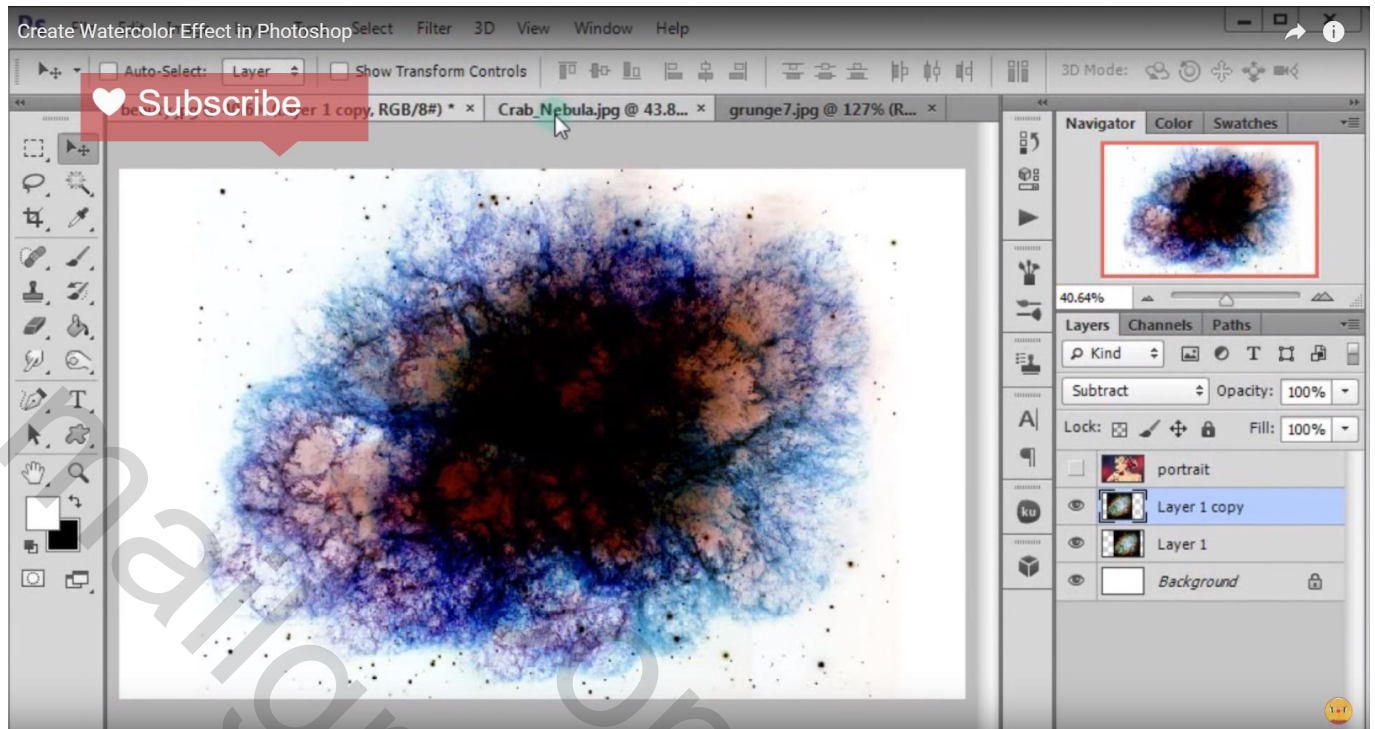 Create Watercolor Effect in Photoshop
Select Filter 3D View Window Help
Auto-Select: Layer Show Transform Controls 3D Mode:
Subscribe
1 copy, RGB/8#) * × Crab_Nebula.jpg @ 43.8... × grunge7.jpg @ 127% (R... ×
Navigator Color Swatches
40.64%
Layers Channels Paths
Kind
Subtract Opacity: 100%
Lock: Fill: 100%
portrait
Layer 1 copy
Layer 1
Background
ku